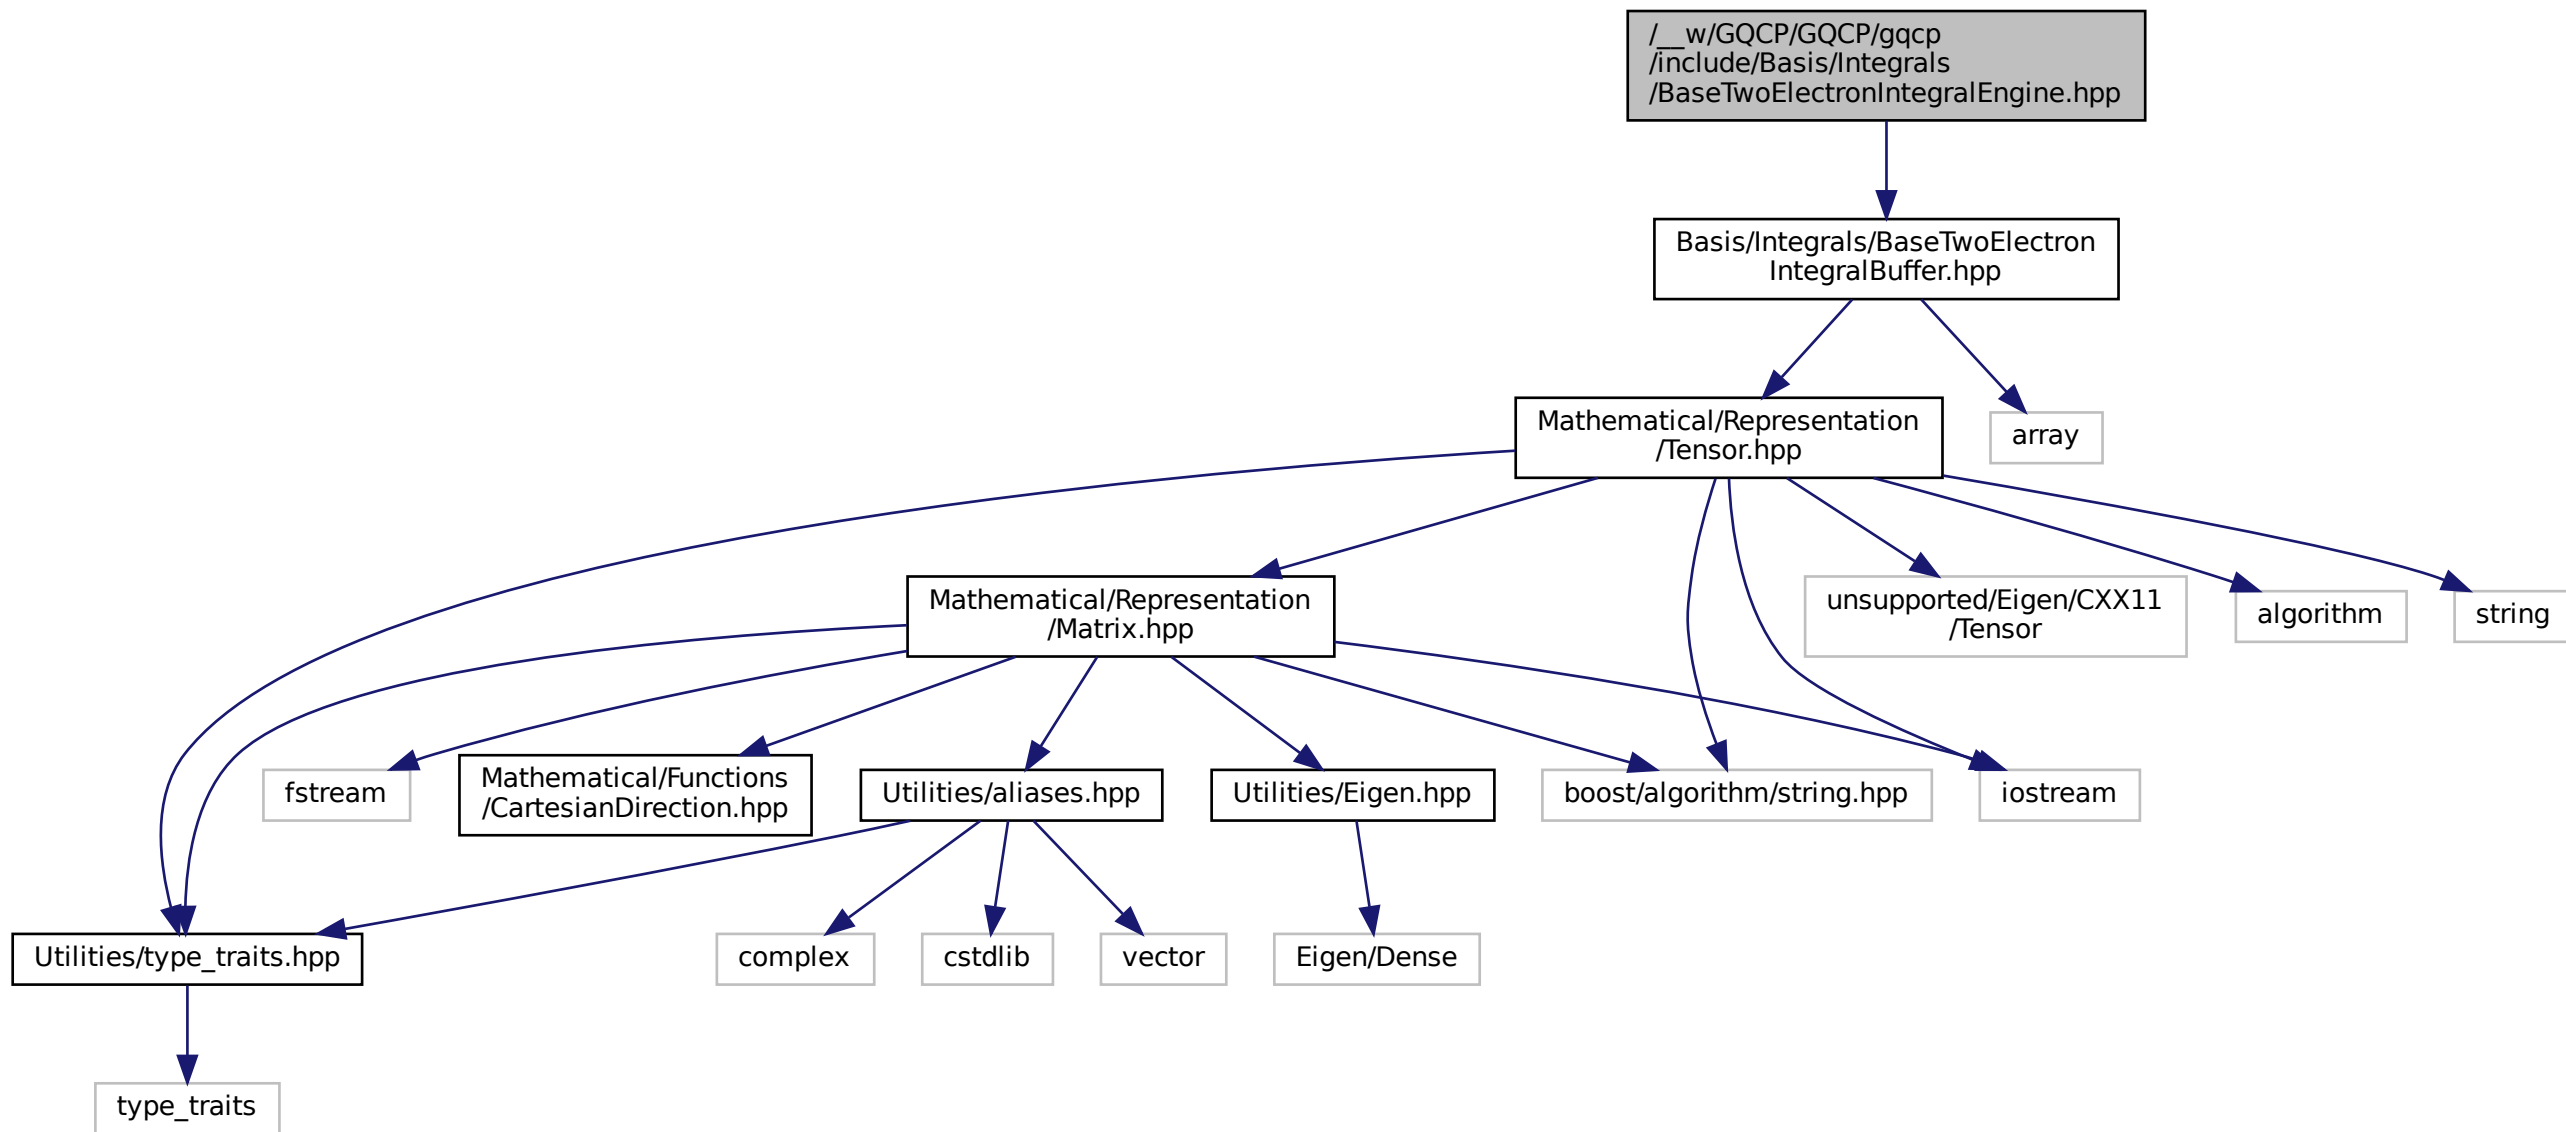 /__w/GQCP/GQCP/gqcp
/include/Basis/Integrals
/BaseTwoElectronIntegralEngine.hpp
Basis/Integrals/BaseTwoElectron
IntegralBuffer.hpp
Mathematical/Representation
/Tensor.hpp
array
Mathematical/Representation
/Matrix.hpp
unsupported/Eigen/CXX11
/Tensor
algorithm
string
fstream
Mathematical/Functions
/CartesianDirection.hpp
Utilities/aliases.hpp
Utilities/Eigen.hpp
boost/algorithm/string.hpp
iostream
Utilities/type_traits.hpp
complex
cstdlib
vector
Eigen/Dense
type_traits